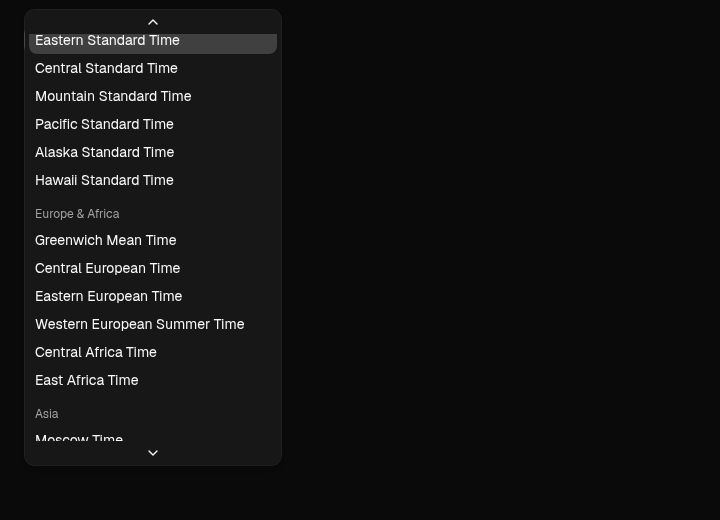 Eastern Standard Time
Central Standard Time
Mountain Standard Time
Pacific Standard Time
Alaska Standard Time
Hawaii Standard Time
Europe & Africa
Greenwich Mean Time
Central European Time
Eastern European Time
Western European Summer Time
Central Africa Time
East Africa Time
Asia
Moscow Time